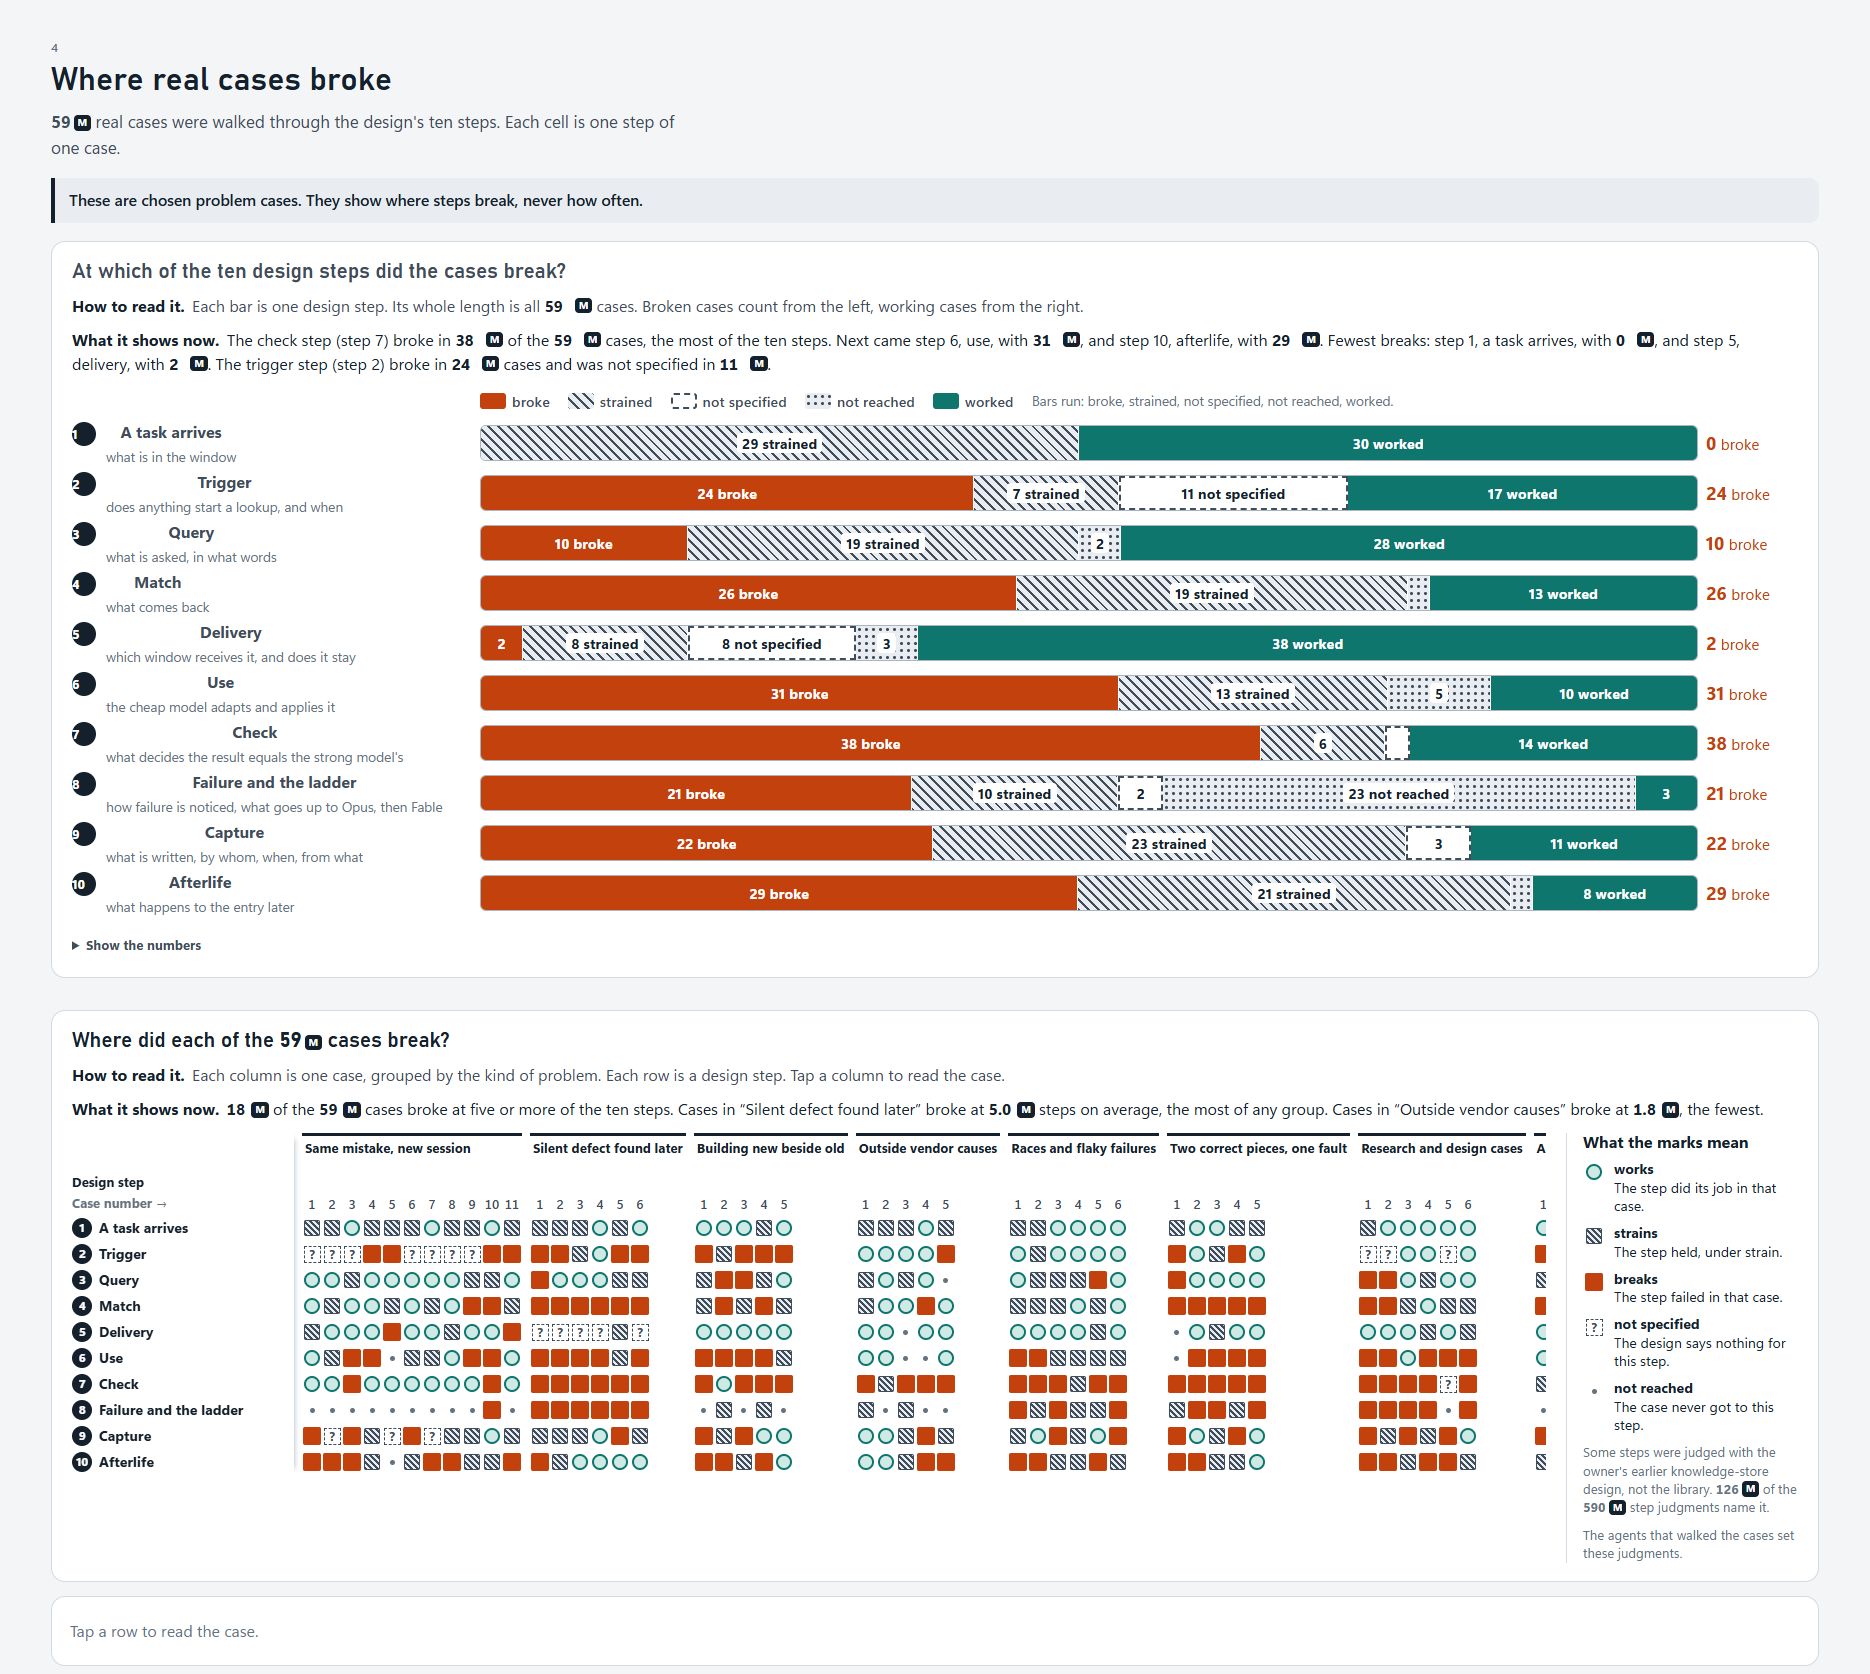 4
Where real cases broke
59 M real cases were walked through the design's ten steps. Each cell is one step of
one case.
These are chosen problem cases. They show where steps break, never how often.
At which of the ten design steps did the cases break?
How to read it. Each bar is one design step. Its whole length is all 59 M cases. Broken cases count from the left, working cases from the right.
What it shows now. The check step (step 7) broke in 38 M of the 59 M cases, the most of the ten steps. Next came step 6, use, with 31 M, and step 10, afterlife, with 29 M. Fewest breaks: step 1, a task arrives, with 0 M, and step 5,
delivery, with 2 M. The trigger step (step 2) broke in 24 M cases and was not specified in 11 M.
broke strained not specified not reached worked Bars run: broke, strained, not specified, not reached, worked.
1 A task arrives 29 strained 30 worked 0 broke
what is in the window
2 Trigger 24 broke 7 strained 11 not specified 17 worked 24 broke
does anything start a lookup, and when
3 Query 10 broke 19 strained 2 28 worked 10 broke
what is asked, in what words
4 Match 26 broke 19 strained 13 worked 26 broke
what comes back
5 Delivery 2 8 strained 8 not specified 3 38 worked 2 broke
which window receives it, and does it stay
6 Use 31 broke 13 strained 5 10 worked 31 broke
the cheap model adapts and applies it
7 Check 38 broke 6 14 worked 38 broke
what decides the result equals the strong model's
8 Failure and the ladder 21 broke 10 strained 2 23 not reached 3 21 broke
how failure is noticed, what goes up to Opus, then Fable
9 Capture 22 broke 23 strained 3 11 worked 22 broke
what is written, by whom, when, from what
10 Afterlife 29 broke 21 strained 8 worked 29 broke
what happens to the entry later
Show the numbers
Where did each of the 59 M cases break?
How to read it. Each column is one case, grouped by the kind of problem. Each row is a design step. Tap a column to read the case.
What it shows now. 18 M of the 59 M cases broke at five or more of the ten steps. Cases in “Silent defect found later” broke at 5.0 M steps on average, the most of any group. Cases in “Outside vendor causes” broke at 1.8 M, the fewest.
Same mistake, new session Silent defect found later Building new beside old Outside vendor causes Races and flaky failures Two correct pieces, one fault Research and design cases A
Design step
Case number → 1 2 3 4 5 6 7 8 9 10 11 1 2 3 4 5 6 1 2 3 4 5 1 2 3 4 5 1 2 3 4 5 6 1 2 3 4 5 1 2 3 4 5 6 1
1 A task arrives
2 Trigger ? ? ? ? ? ? ? ? ? ?
3 Query
4 Match
5 Delivery ? ? ? ? ?
6 Use
7 Check ?
8 Failure and the ladder
9 Capture ? ? ?
10 Afterlife
What the marks mean
works
The step did its job in that
case.
strains
The step held, under strain.
breaks
The step failed in that case.
? not specified
The design says nothing for
this step.
not reached
The case never got to this
step.
Some steps were judged with the
owner's earlier knowledge-store
design, not the library. 126 M of the
590 M step judgments name it.
The agents that walked the cases set
these judgments.
Tap a row to read the case.